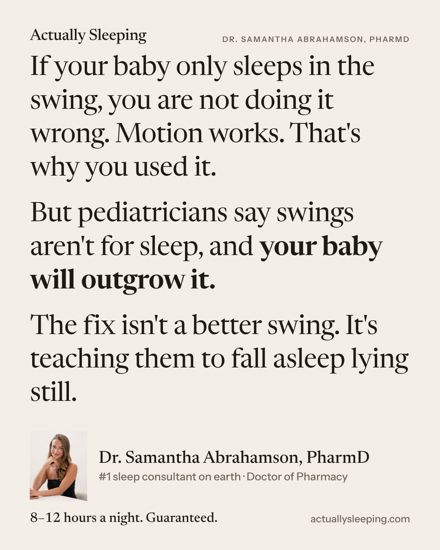 Actually Sleeping
DR. SAMANTHA ABRAHAMSON, PHARMD
If your baby only sleeps in the
swing, you are not doing it
wrong. Motion works. That's
why you used it.
But pediatricians say swings
aren't for sleep, and your baby
will outgrow it.
The fix isn't a better swing. It's
teaching them to fall asleep lying
still.
Dr. Samantha Abrahamson, PharmD
#1 sleep consultant on earth · Doctor of Pharmacy
8–12 hours a night. Guaranteed.
actuallysleeping.com